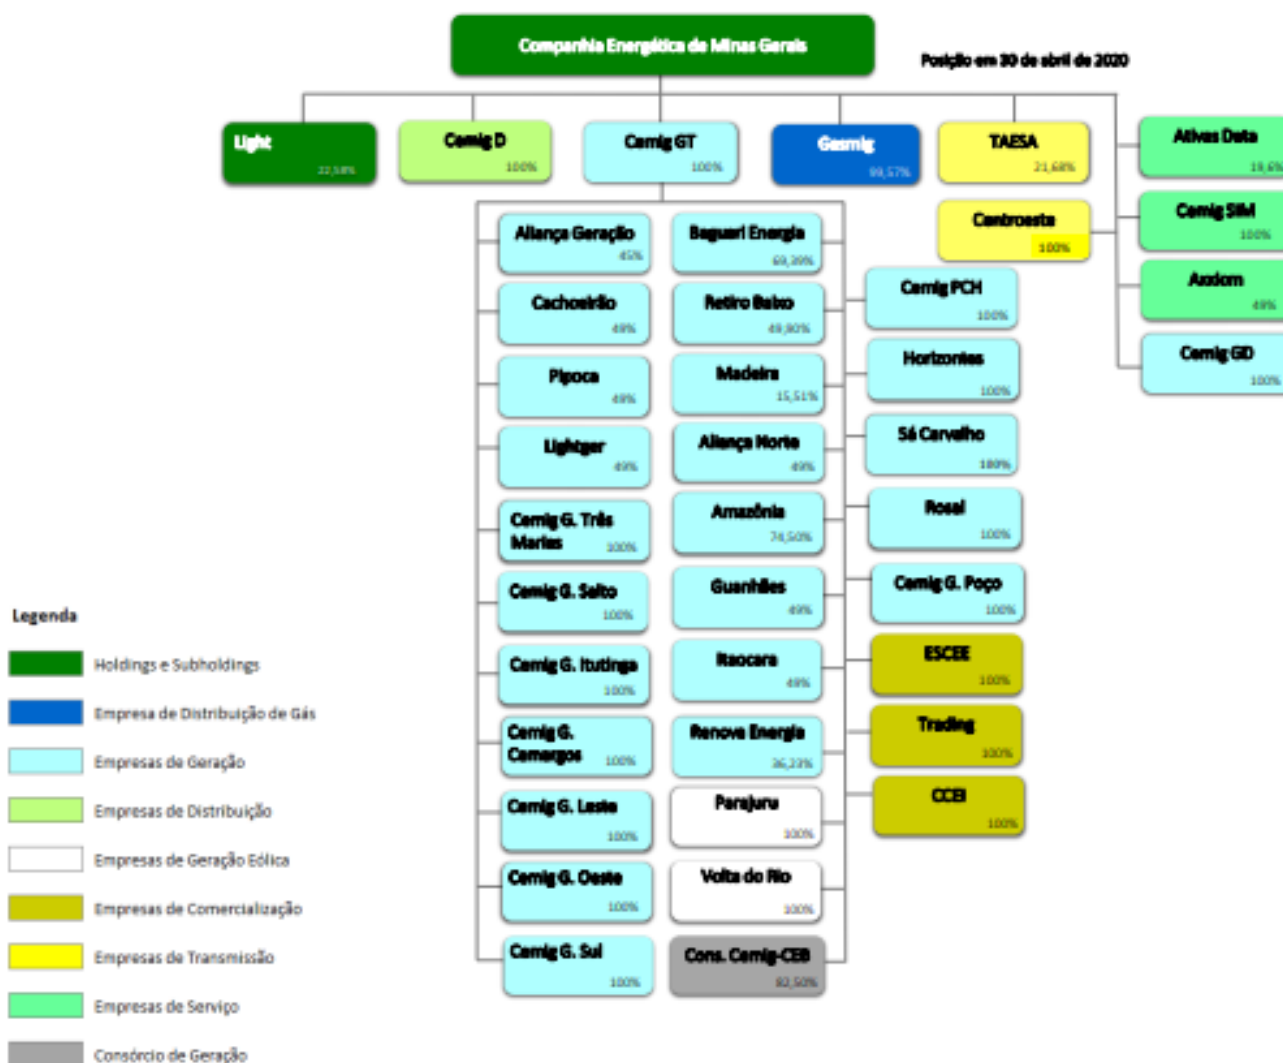 Companhia Energética de Minas Gerais
Posição em 30 de abril de 2020
Light
22,58%
Cemig D
100%
Cemig GT
100%
Gasmig
99,57%
TAESA
21,68%
Ativas Data
19,6%
Centroeste
100%
Cemig SIM
100%
Axxiom
49%
Cemig GD
100%
Aliança Geração
45%
Baguari Energia
69,39%
Cemig PCH
100%
Cachoeirão
49%
Retiro Baixo
49,90%
Horizontes
100%
Pipoca
49%
Madeira
15,51%
Sá Carvalho
100%
Lightger
49%
Aliança Norte
49%
Rosal
100%
Cemig G. Três
Marias
100%
Amazônia
74,50%
Cemig G. Poço
100%
Cemig G. Salto
100%
Guanhães
49%
ESCEE
100%
Cemig G. Itutinga
100%
Itaocara
49%
Trading
100%
Cemig G.
Camargos
100%
Renova Energia
36,23%
CCEI
100%
Cemig G. Leste
100%
Parajuru
100%
Cemig G. Oeste
100%
Volta do Rio
100%
Cemig G. Sul
100%
Cons. Cemig-CEB
82,50%
Legenda
Holdings e Subholdings
Empresa de Distribuição de Gás
Empresas de Geração
Empresas de Distribuição
Empresas de Geração Eólica
Empresas de Comercialização
Empresas de Transmissão
Empresas de Serviço
Consórcio de Geração